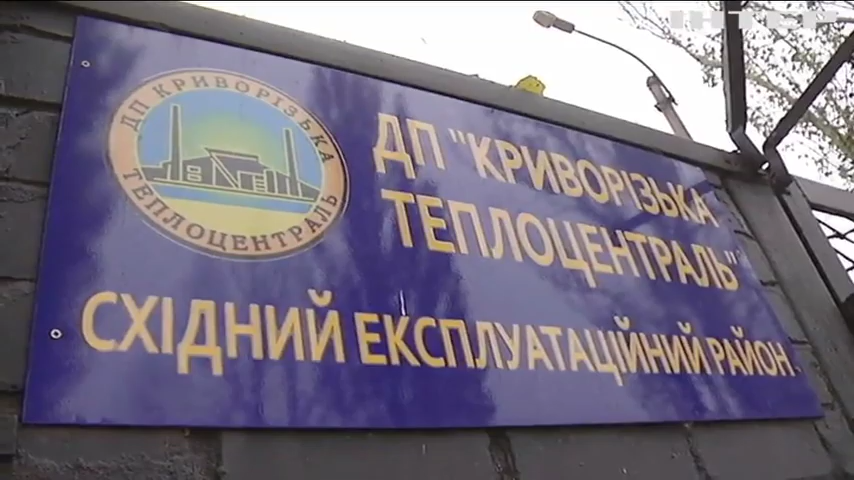 ІНТЕР
ДП КРИВОРІЗЬКА
ТЕПЛОЦЕНТРАЛЬ
ДП "КРИВОРІЗЬКА
ТЕПЛОЦЕНТРАЛЬ"
СХІДНИЙ ЕКСПЛУАТАЦІЙНИЙ РАЙОН